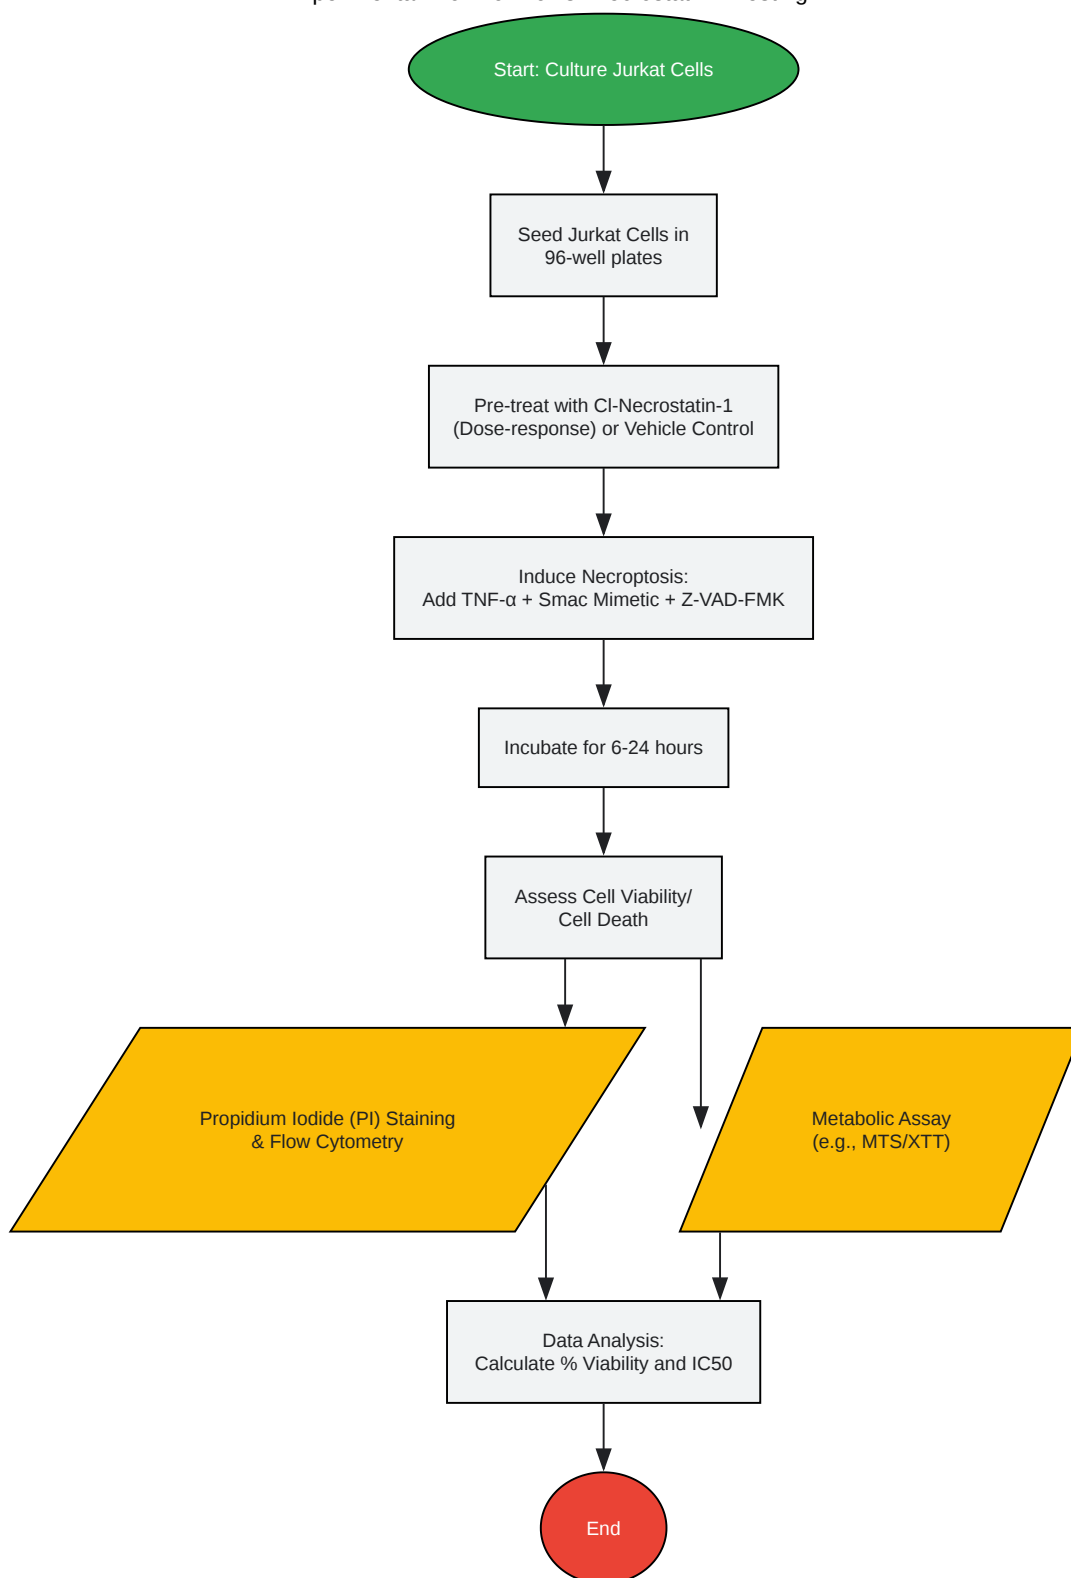 Start: Culture Jurkat Cells
Seed Jurkat Cells in
96-well plates
Pre-treat with Cl-Necrostatin-1
(Dose-response) or Vehicle Control
Induce Necroptosis:
Add TNF-α + Smac Mimetic + Z-VAD-FMK
Incubate for 6-24 hours
Assess Cell Viability/
Cell Death
Propidium Iodide (PI) Staining
& Flow Cytometry
Metabolic Assay
(e.g., MTS/XTT)
Data Analysis:
Calculate % Viability and IC50
End